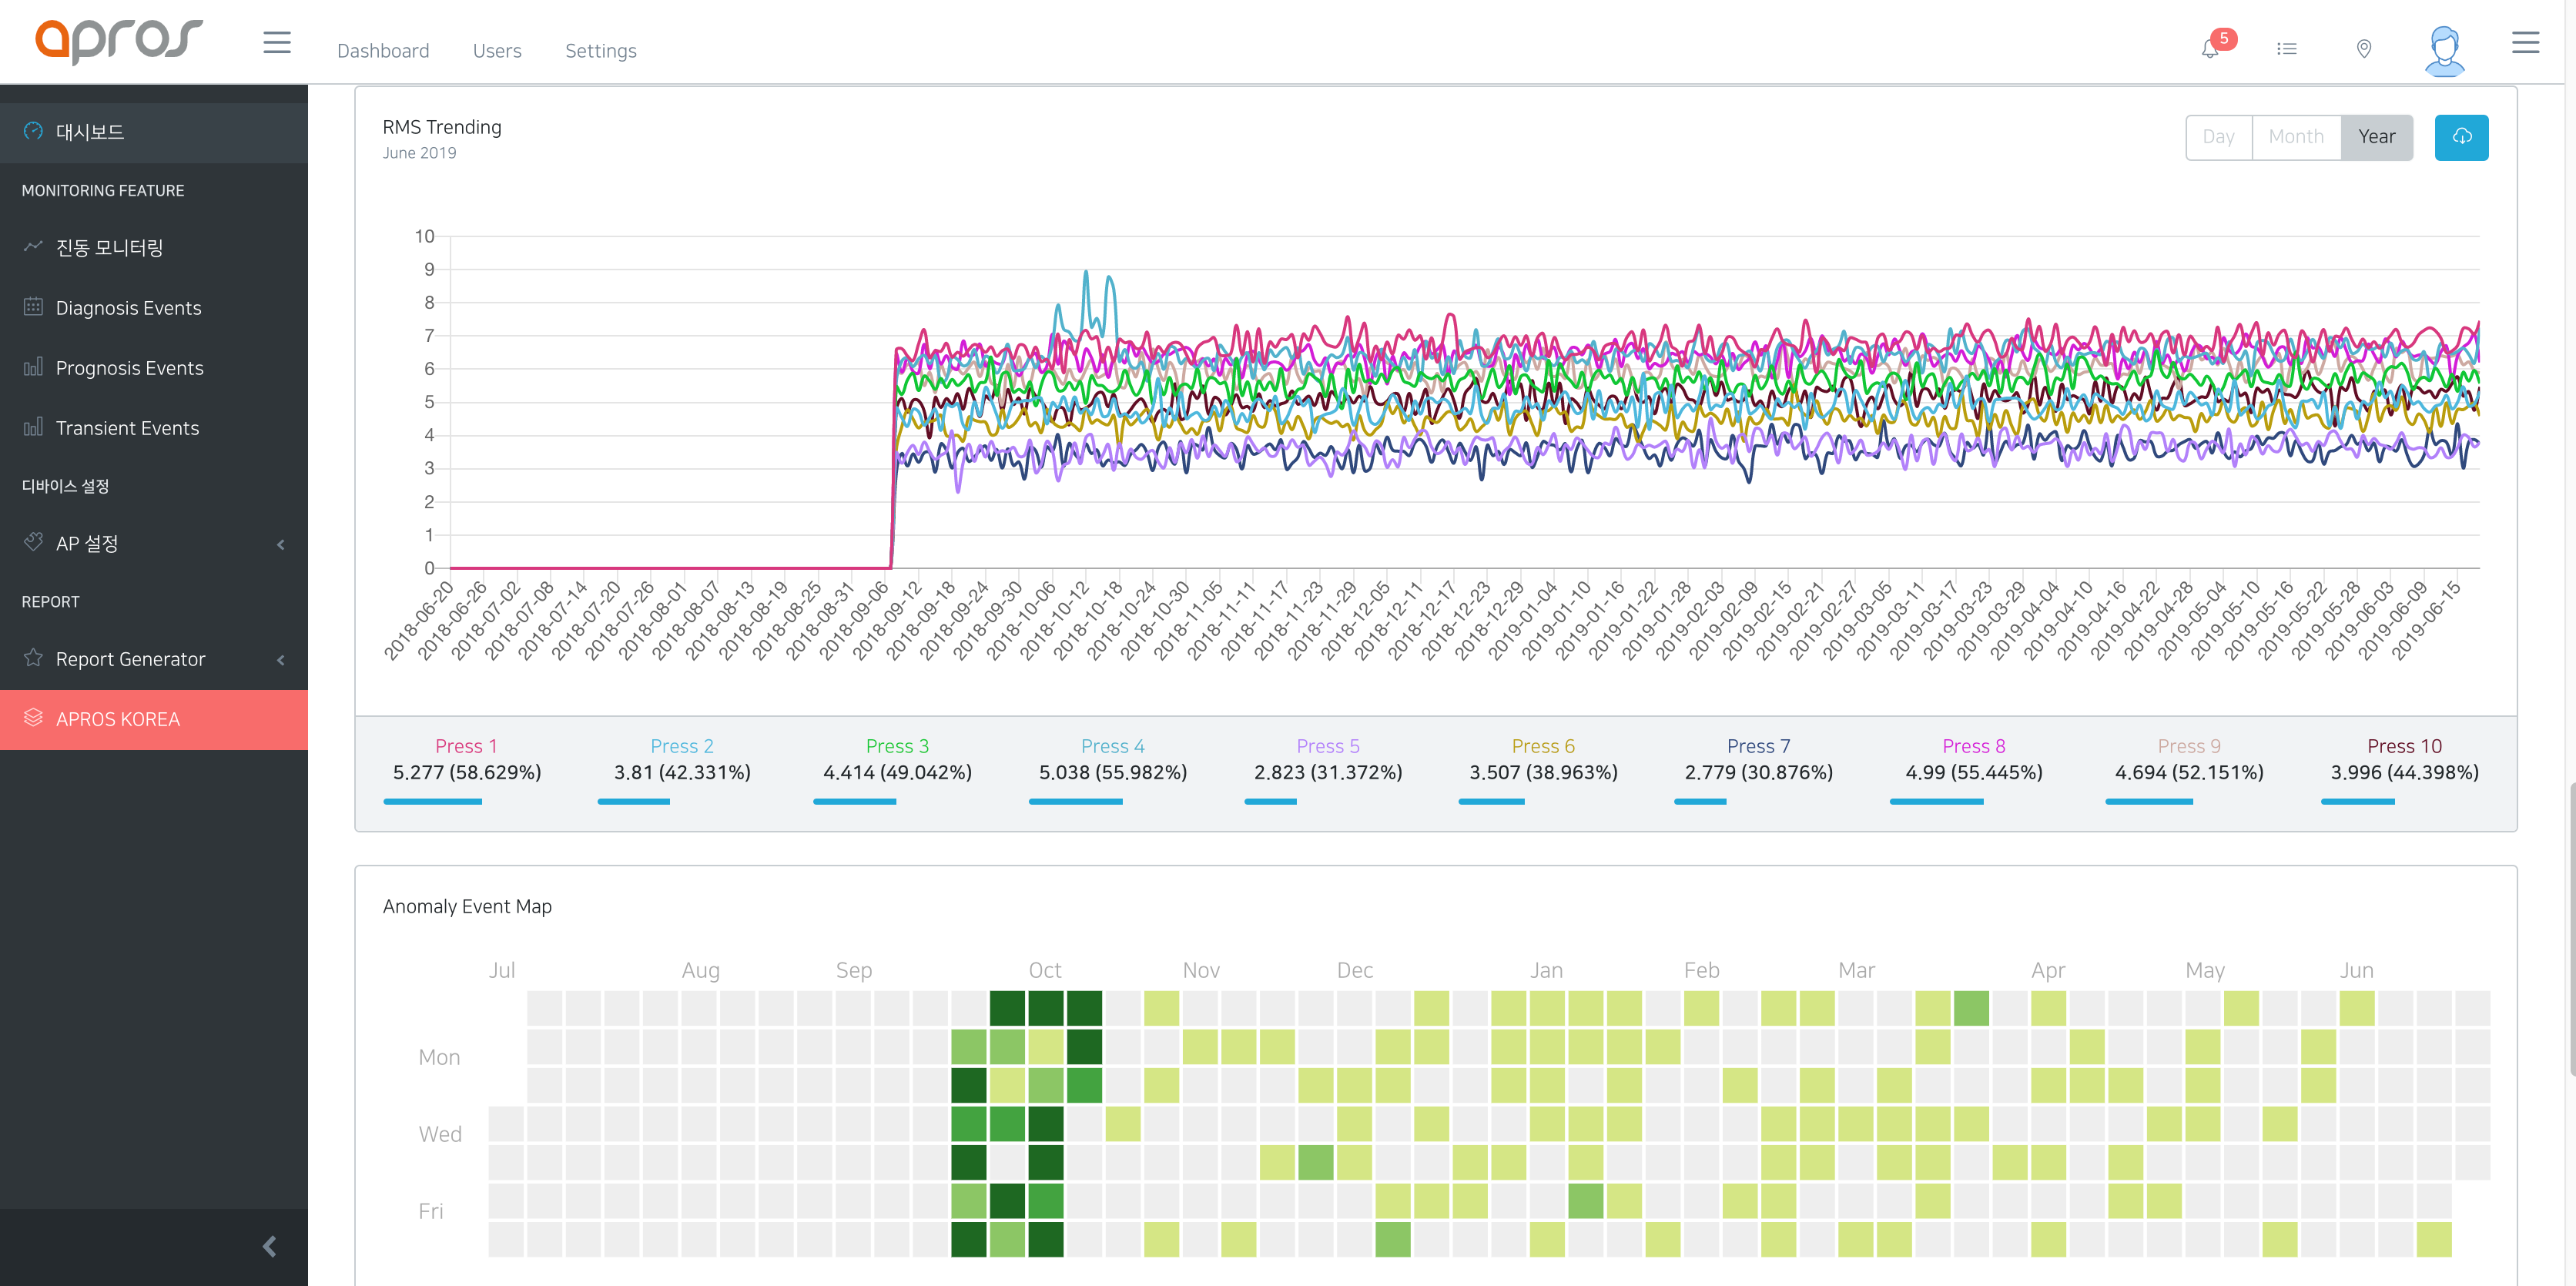 apros
Dashboard Users Settings
5
대시보드
MONITORING FEATURE
진동 모니터링
Diagnosis Events
Prognosis Events
Transient Events
디바이스 설정
AP 설정
REPORT
Report Generator
APROS KOREA
RMS Trending
June 2019
Day Month Year
10
9
8
7
6
5
4
3
2
1
0
2018-06-20 2018-06-26 2018-07-02 2018-07-08 2018-07-14 2018-07-20 2018-07-26 2018-08-01 2018-08-07 2018-08-13 2018-08-19 2018-08-25 2018-08-31 2018-09-06 2018-09-12 2018-09-18 2018-09-24 2018-09-30 2018-10-06 2018-10-12 2018-10-18 2018-10-24 2018-10-30 2018-11-05 2018-11-11 2018-11-17 2018-11-23 2018-11-29 2018-12-05 2018-12-11 2018-12-17 2018-12-23 2018-12-29 2019-01-04 2019-01-10 2019-01-16 2019-01-22 2019-01-28 2019-02-03 2019-02-09 2019-02-15 2019-02-21 2019-02-27 2019-03-05 2019-03-11 2019-03-17 2019-03-23 2019-03-29 2019-04-04 2019-04-10 2019-04-16 2019-04-22 2019-04-28 2019-05-04 2019-05-10 2019-05-16 2019-05-22 2019-05-28 2019-06-03 2019-06-09 2019-06-15
Press 1 Press 2 Press 3 Press 4 Press 5 Press 6 Press 7 Press 8 Press 9 Press 10
5.277 (58.629%) 3.81 (42.331%) 4.414 (49.042%) 5.038 (55.982%) 2.823 (31.372%) 3.507 (38.963%) 2.779 (30.876%) 4.99 (55.445%) 4.694 (52.151%) 3.996 (44.398%)
Anomaly Event Map
Jul Aug Sep Oct Nov Dec Jan Feb Mar Apr May Jun
Mon
Wed
Fri